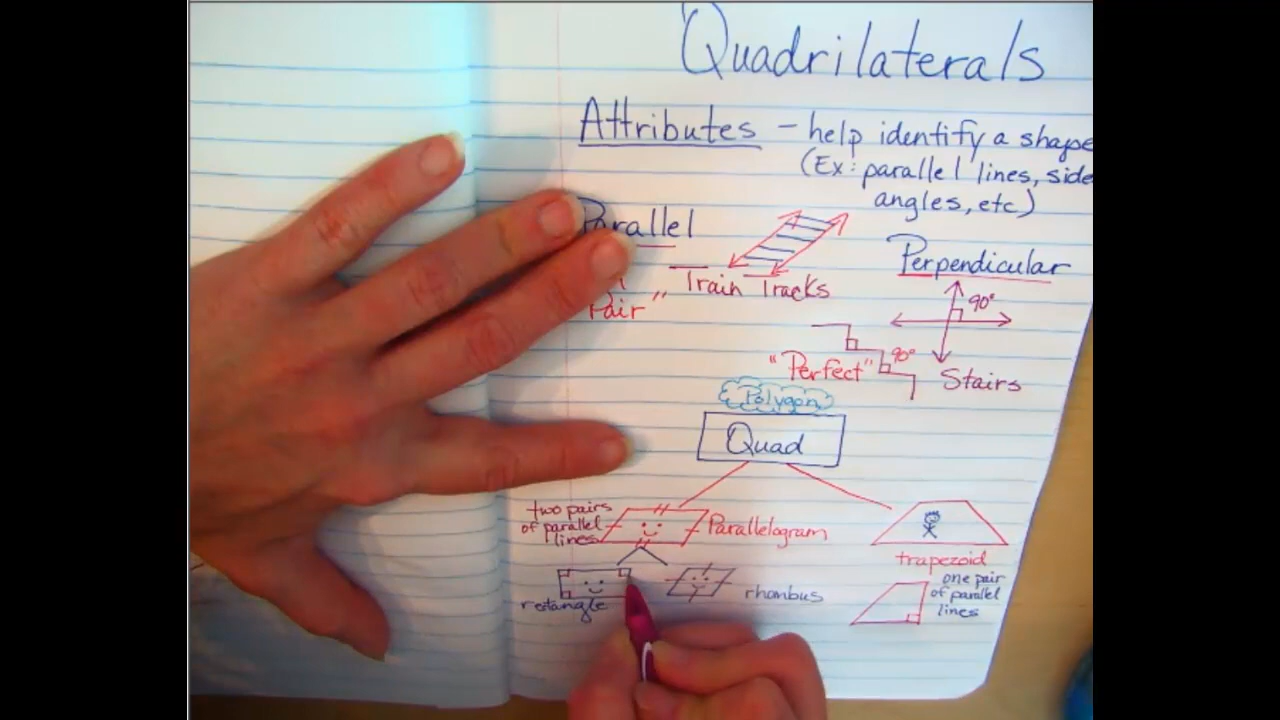 Quadrilaterals
Attributes - help identify a shape
(Ex: parallel lines, side
angles, etc.)
Parallel
Pair"
Train Tracks
Perpendicular
90°
"Perfect" 90°
Stairs
Polygon
Quad
two pairs
of parallel
lines
Parallelogram
trapezoid
rectangle
rhombus
one pair
of parallel
lines